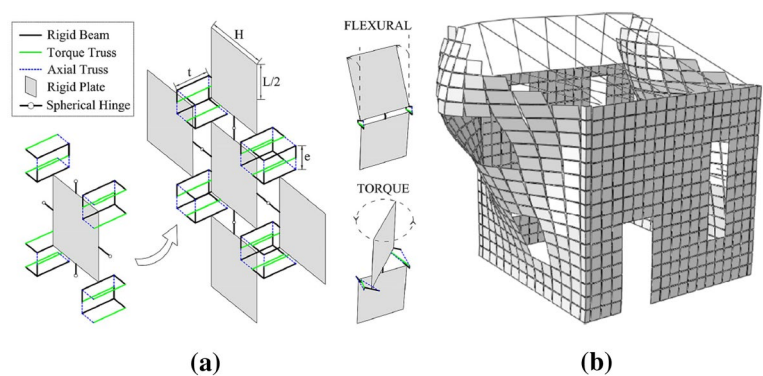 Rigid Beam
Torque Truss
Axial Truss
Rigid Plate
Spherical Hinge
H
t
L/2
e
FLEXURAL
TORQUE
(a)
(b)